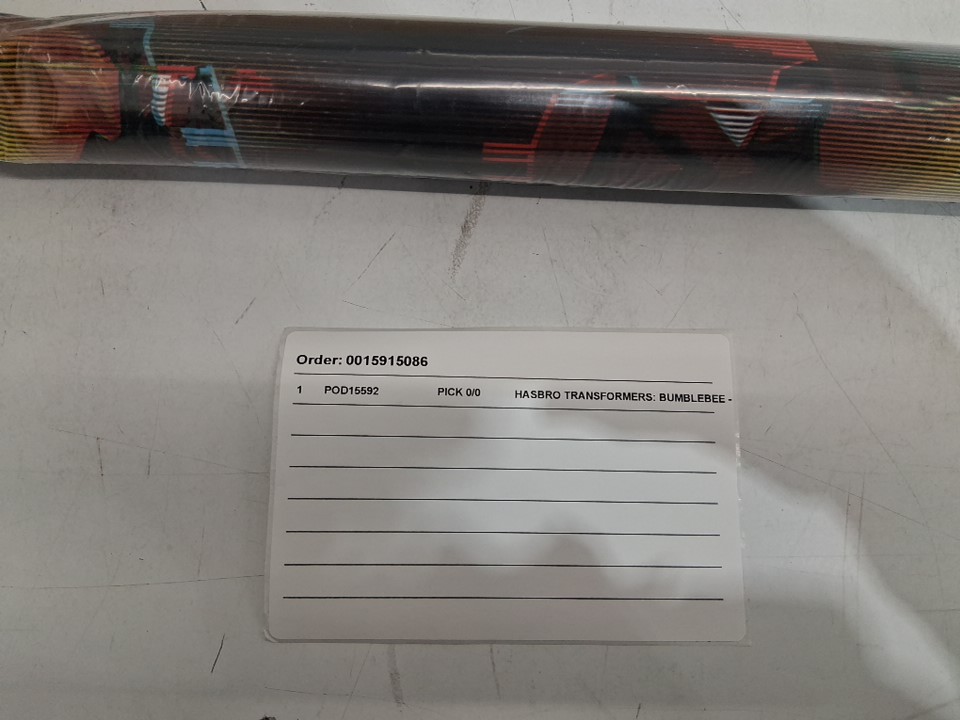 Order: 0015915086
1 POD15592 PICK 0/0 HASBRO TRANSFORMERS: BUMBLEBEE -